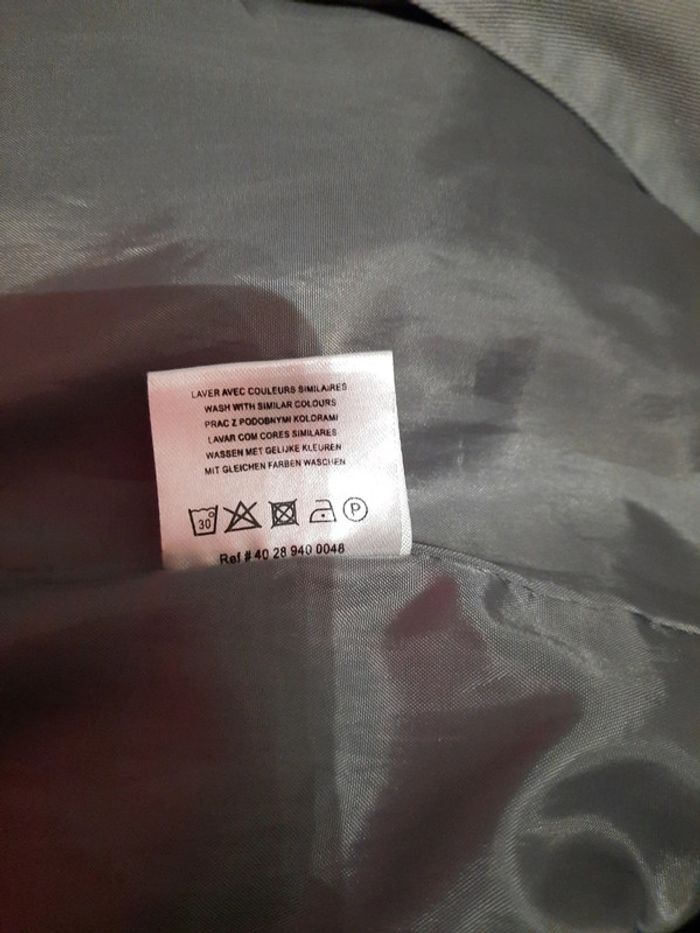 LAVER AVEC COULEURS SIMILAIRES
WASH WITH SIMILAR COLOURS
PRAC Z PODOBNYMI KOLORAMI
LAVAR COM CORES SIMILARES
WASSEN MET GELIJKE KLEUREN
MIT GLEICHEN FARBEN WASCHEN
30 P
Ref # 40 28 940 0048